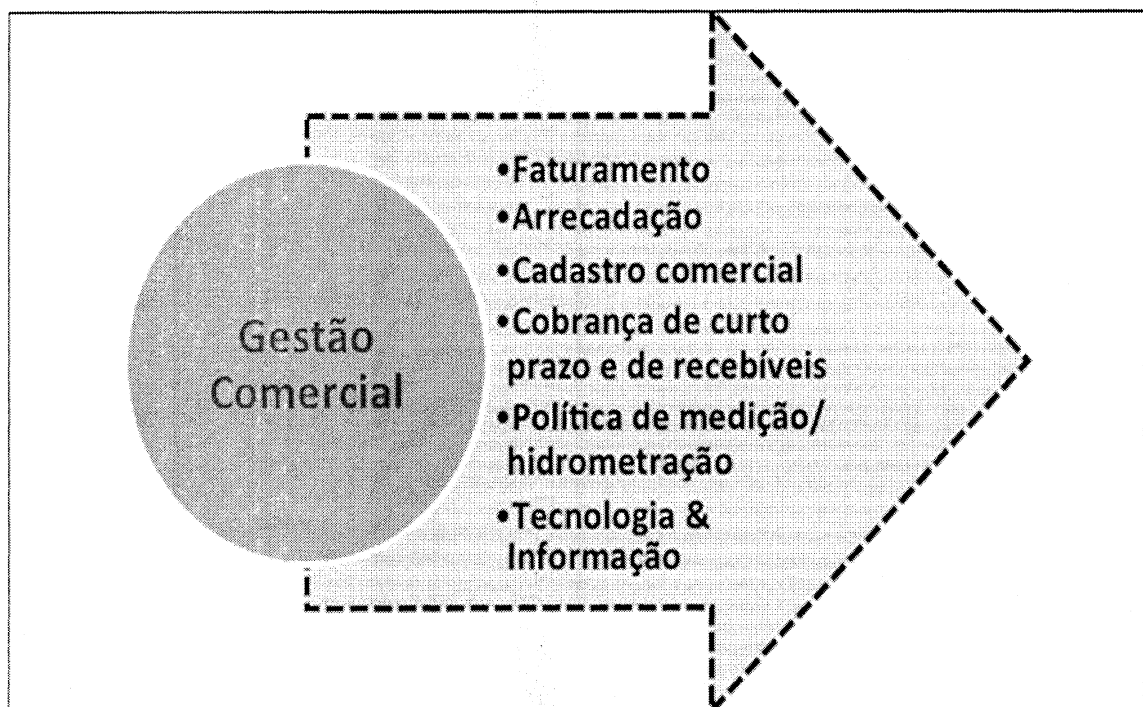 Gestão
Comercial
•Faturamento
•Arrecadação
•Cadastro comercial
•Cobrança de curto
prazo e de recebíveis
•Política de medição/
hidrometração
•Tecnologia &
Informação